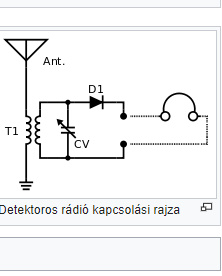 Ant.
D1
T1
CV
Detektoros rádió kapcsolási rajza